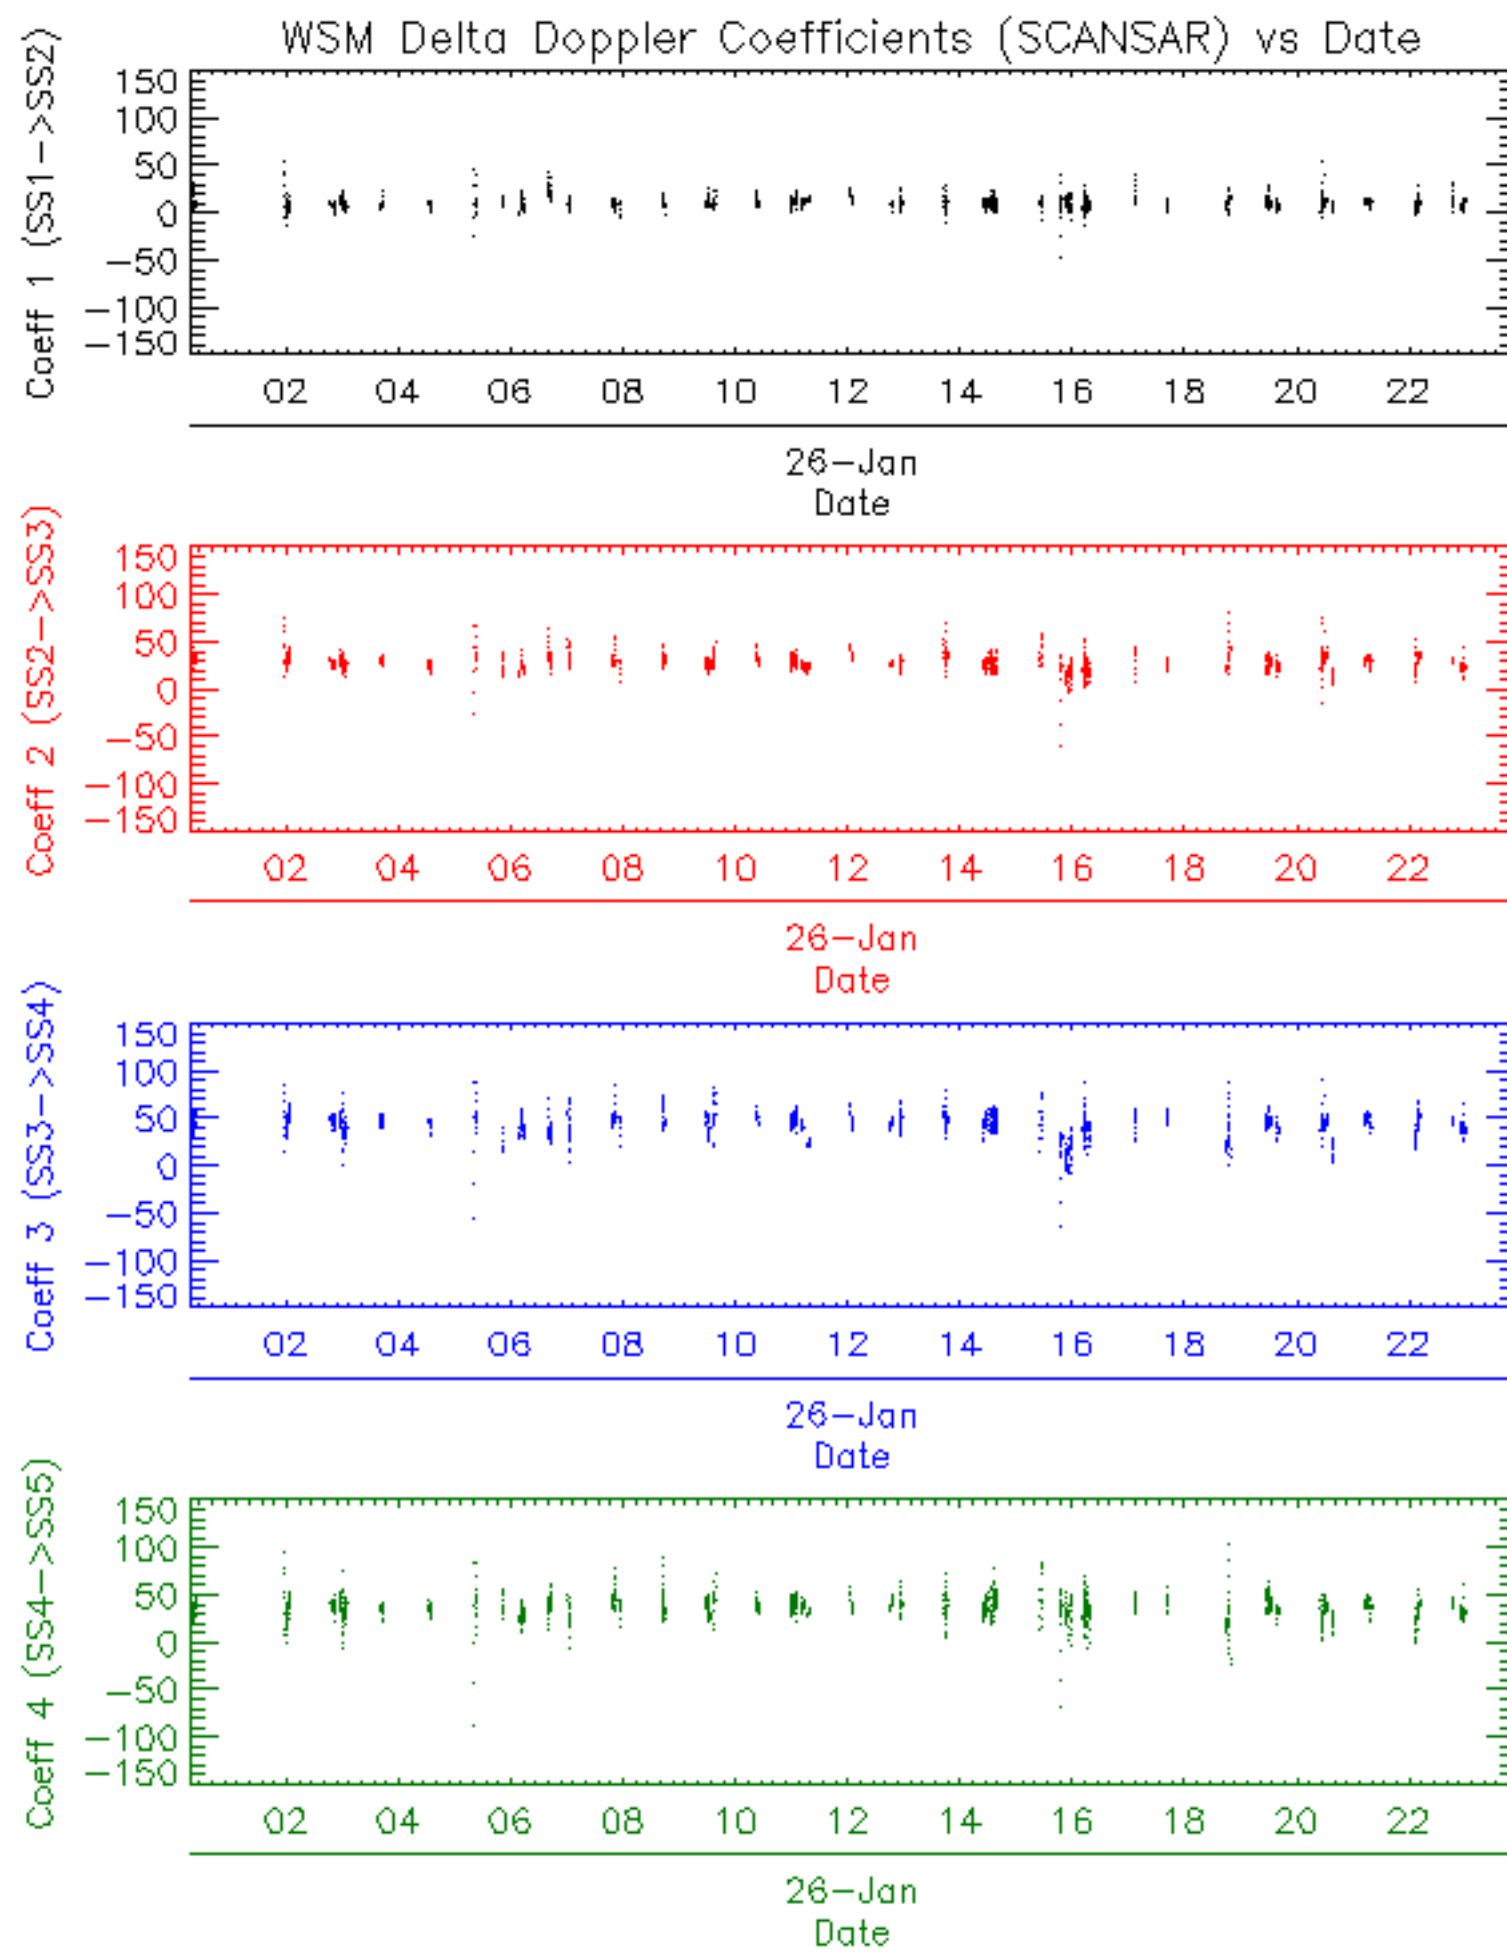 WSM Delta Doppler Coefficients (SCANSAR) vs Date
Coeff 1 (SS1->SS2)
150
100
50
0
-50
-100
-150
02 04 06 08 10 12 14 16 18 20 22
26-Jan
Date
Coeff 2 (SS2->SS3)
150
100
50
0
-50
-100
-150
02 04 06 08 10 12 14 16 18 20 22
26-Jan
Date
Coeff 3 (SS3->SS4)
150
100
50
0
-50
-100
-150
02 04 06 08 10 12 14 16 18 20 22
26-Jan
Date
Coeff 4 (SS4->SS5)
150
100
50
0
-50
-100
-150
02 04 06 08 10 12 14 16 18 20 22
26-Jan
Date